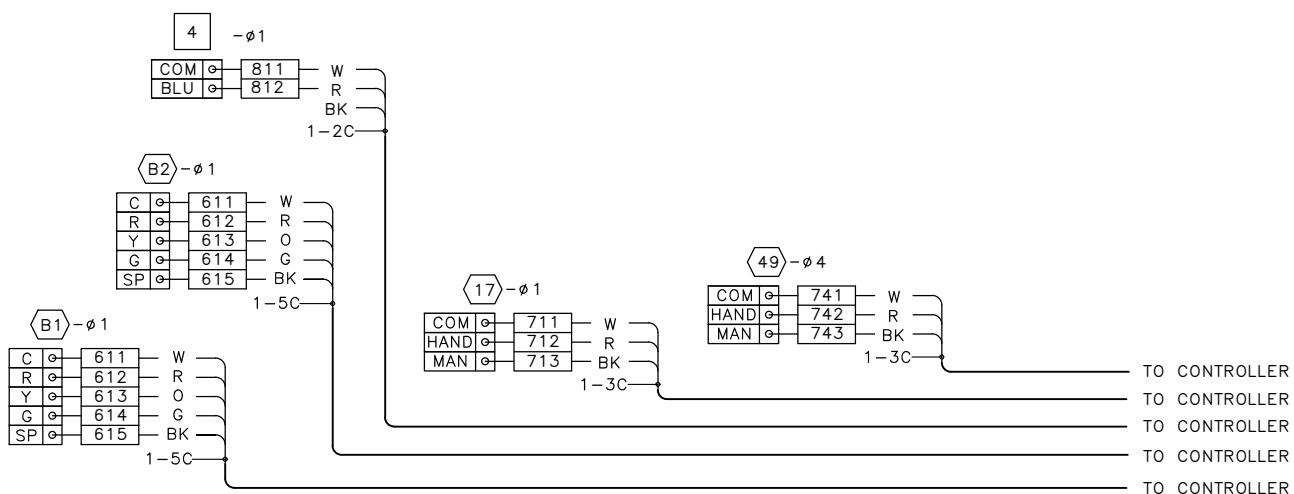 4 -ø1
COM 811 W
BLU 812 R
BK
1-2C
B2 -ø1
C 611 W
R 612 R
Y 613 O
G 614 G
SP 615 BK
1-5C
B1 -ø1
C 611 W
R 612 R
Y 613 O
G 614 G
SP 615 BK
1-5C
17 -ø1
COM 711 W
HAND 712 R
MAN 713 BK
1-3C
49 -ø4
COM 741 W
HAND 742 R
MAN 743 BK
1-3C
TO CONTROLLER
TO CONTROLLER
TO CONTROLLER
TO CONTROLLER
TO CONTROLLER